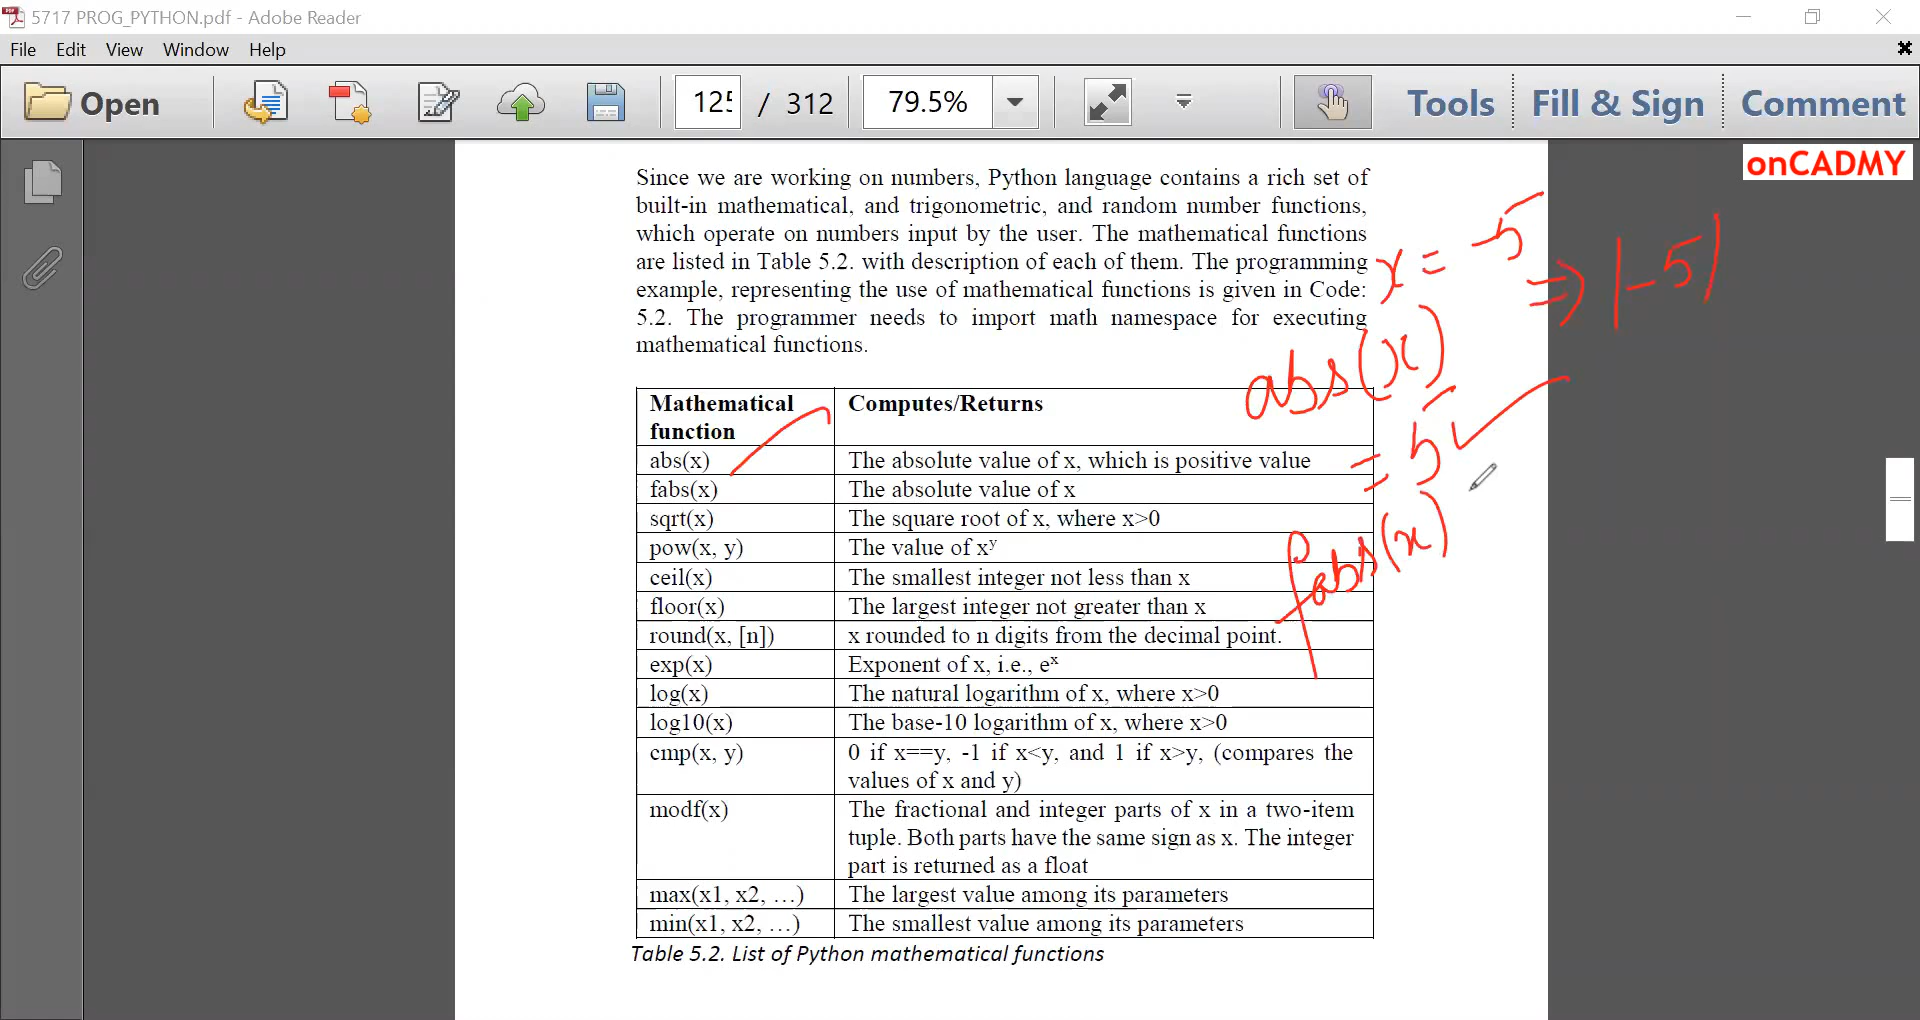 5717 PROG_PYTHON.pdf - Adobe Reader
File Edit View Window Help
Open 125 / 312 79.5% Tools Fill & Sign Comment
onCADMY
Since we are working on numbers, Python language contains a rich set of
built-in mathematical, and trigonometric, and random number functions,
which operate on numbers input by the user. The mathematical functions
are listed in Table 5.2. with description of each of them. The programming
example, representing the use of mathematical functions is given in Code:
5.2. The programmer needs to import math namespace for executing
mathematical functions.
x = -5
⇒ |-5|
abs(x)
= 5
fabs(x)
Mathematical function Computes/Returns
abs(x) The absolute value of x, which is positive value
fabs(x) The absolute value of x
sqrt(x) The square root of x, where x>0
pow(x, y) The value of xʸ
ceil(x) The smallest integer not less than x
floor(x) The largest integer not greater than x
round(x, [n]) x rounded to n digits from the decimal point.
exp(x) Exponent of x, i.e., eˣ
log(x) The natural logarithm of x, where x>0
log10(x) The base-10 logarithm of x, where x>0
cmp(x, y) 0 if x==y, -1 if x<y, and 1 if x>y, (compares the
values of x and y)
modf(x) The fractional and integer parts of x in a two-item
tuple. Both parts have the same sign as x. The integer
part is returned as a float
max(x1, x2, …) The largest value among its parameters
min(x1, x2, …) The smallest value among its parameters
Table 5.2. List of Python mathematical functions